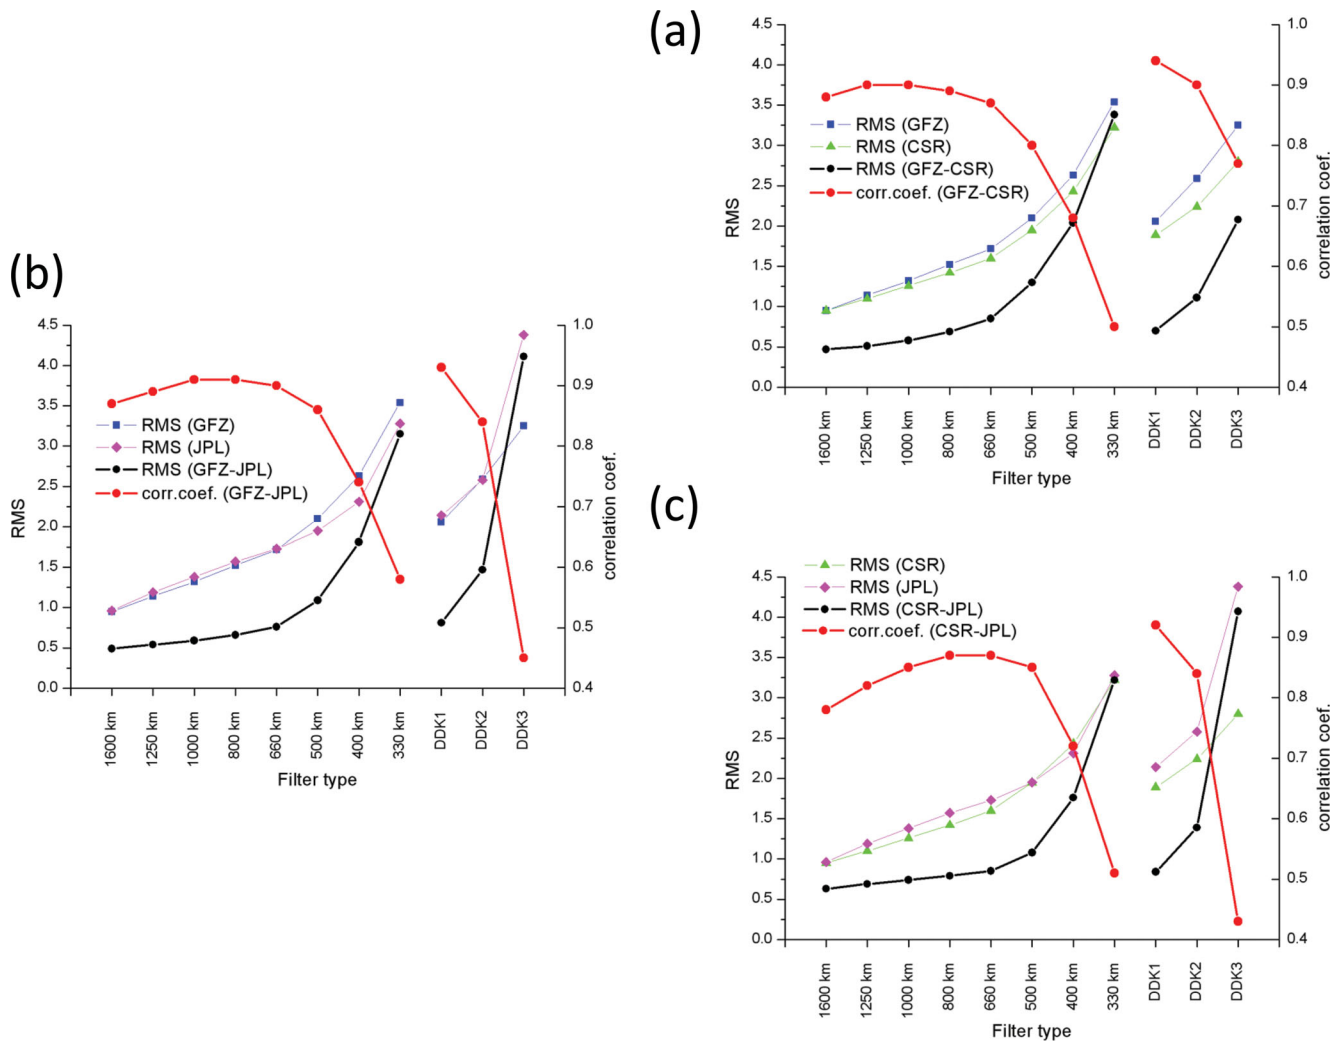 (a)
4.5
4.0
3.5
3.0
2.5
2.0
1.5
1.0
0.5
0.0
RMS
1.0
0.9
0.8
0.7
0.6
0.5
0.4
correlation coef.
RMS (GFZ)
RMS (CSR)
RMS (GFZ-CSR)
corr.coef. (GFZ-CSR)
1600 km
1250 km
1000 km
800 km
660 km
500 km
400 km
330 km
DDK1
DDK2
DDK3
Filter type
(b)
4.5
4.0
3.5
3.0
2.5
2.0
1.5
1.0
0.5
0.0
RMS
1.0
0.9
0.8
0.7
0.6
0.5
0.4
correlation coef.
RMS (GFZ)
RMS (JPL)
RMS (GFZ-JPL)
corr.coef. (GFZ-JPL)
1600 km
1250 km
1000 km
800 km
660 km
500 km
400 km
330 km
DDK1
DDK2
DDK3
Filter type
(c)
RMS (CSR)
RMS (JPL)
RMS (CSR-JPL)
corr.coef. (CSR-JPL)
4.5
4.0
3.5
3.0
2.5
2.0
1.5
1.0
0.5
0.0
RMS
1.0
0.9
0.8
0.7
0.6
0.5
0.4
correlation coef.
1600 km
1250 km
1000 km
800 km
660 km
500 km
400 km
330 km
DDK1
DDK2
DDK3
Filter type